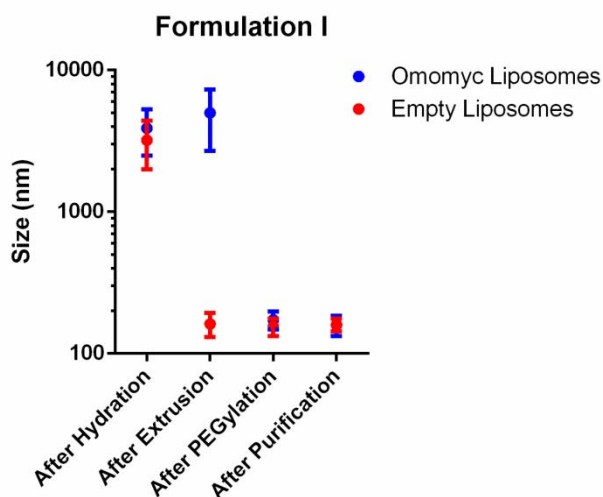 Formulation I
Omomyc Liposomes
Empty Liposomes
Size (nm)
10000
1000
100
After Hydration
After Extrusion
After PEGylation
After Purification